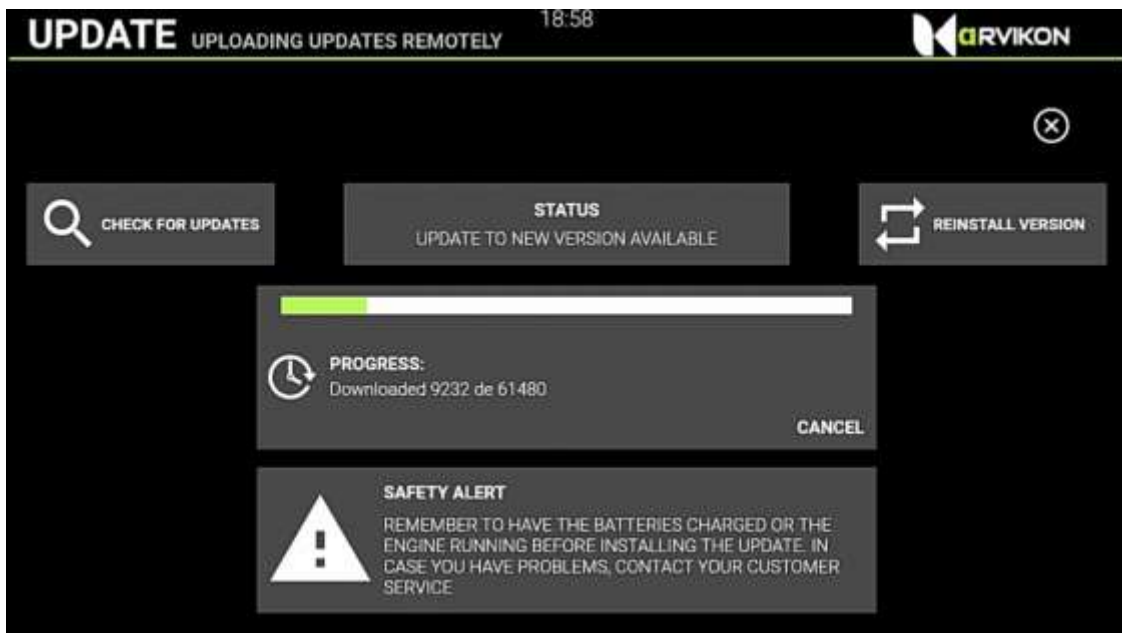 18:58
UPDATE UPLOADING UPDATES REMOTELY
aRVIKON
CHECK FOR UPDATES
STATUS
UPDATE TO NEW VERSION AVAILABLE
REINSTALL VERSION
PROGRESS:
Downloaded 9232 de 61480
CANCEL
SAFETY ALERT
REMEMBER TO HAVE THE BATTERIES CHARGED OR THE
ENGINE RUNNING BEFORE INSTALLING THE UPDATE. IN
CASE YOU HAVE PROBLEMS, CONTACT YOUR CUSTOMER
SERVICE